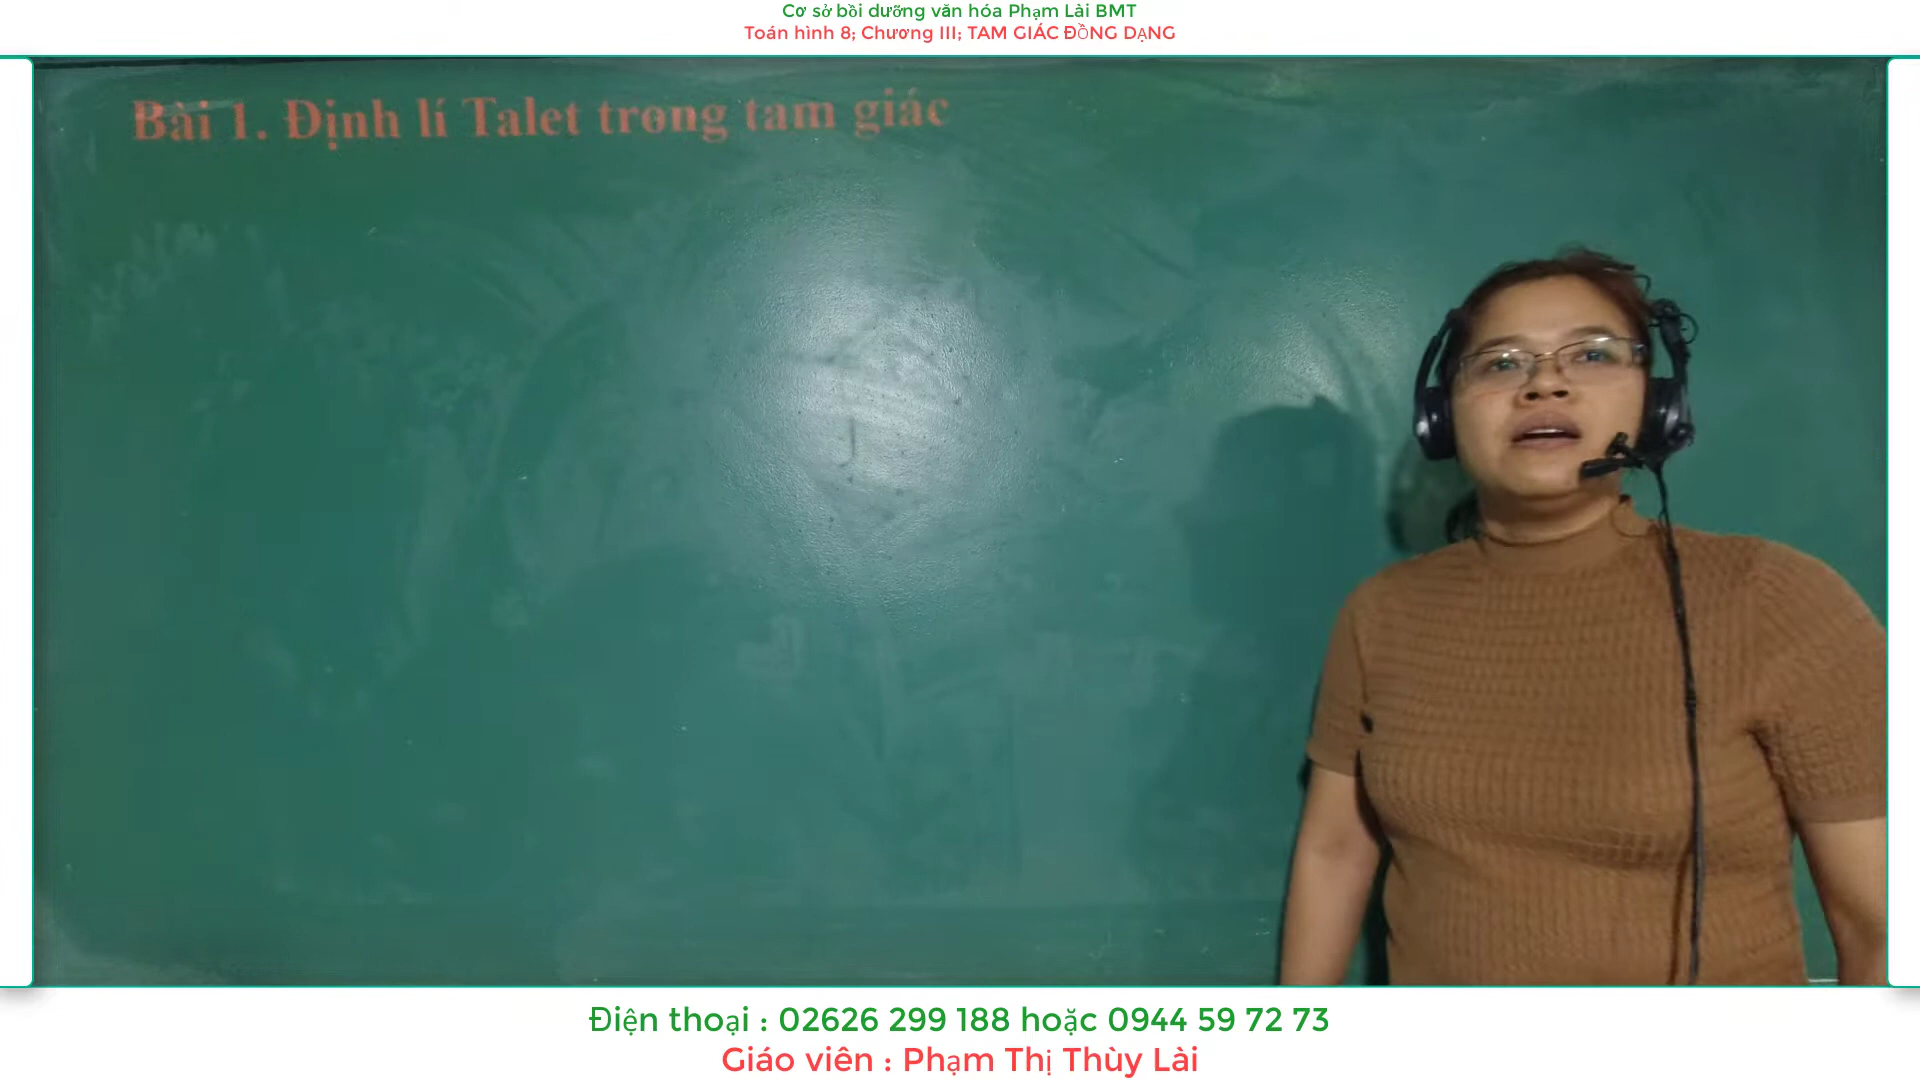 Cơ sở bồi dưỡng văn hóa Phạm Lài BMT
Toán hình 8; Chương III; TAM GIÁC ĐỒNG DẠNG
Bài 1. Định lí Talet trong tam giác
Điện thoại : 02626 299 188 hoặc 0944 59 72 73
Giáo viên : Phạm Thị Thùy Lài